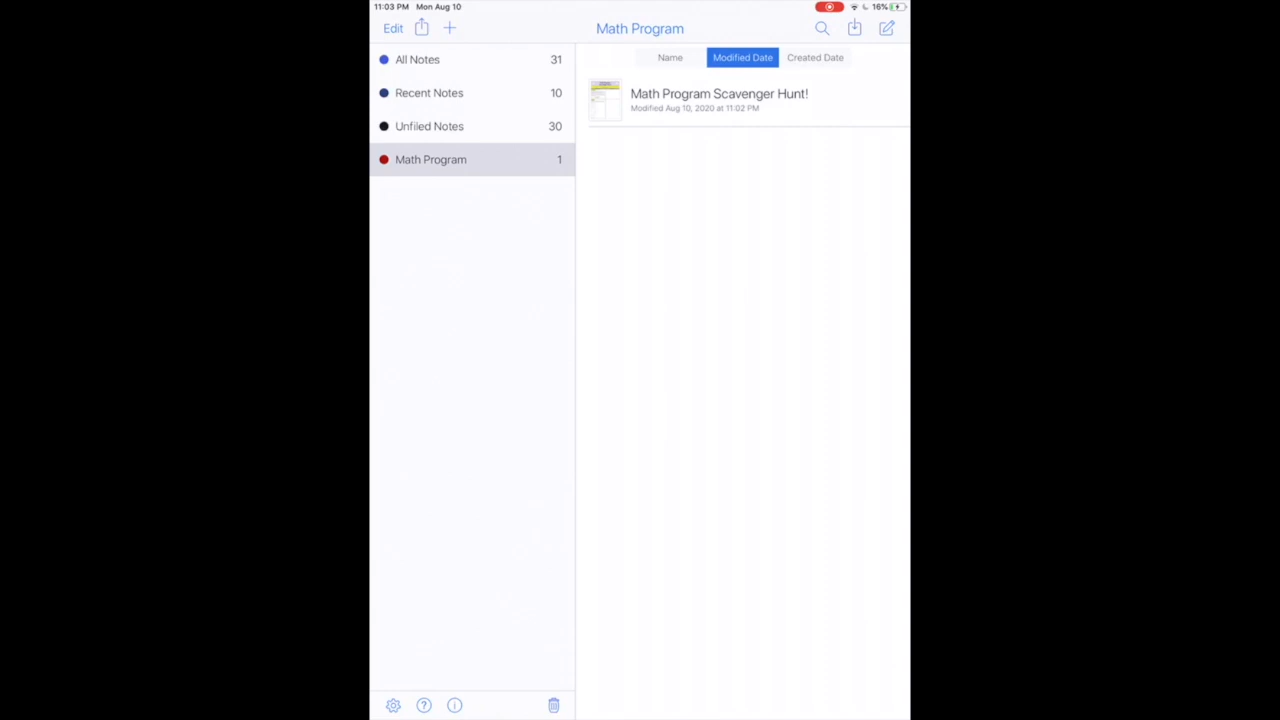 11:03 PM Mon Aug 10
16%
Edit
Math Program
All Notes 31
Recent Notes 10
Unfiled Notes 30
Math Program 1
Name Modified Date Created Date
Math Program Scavenger Hunt!
Modified Aug 10, 2020 at 11:02 PM